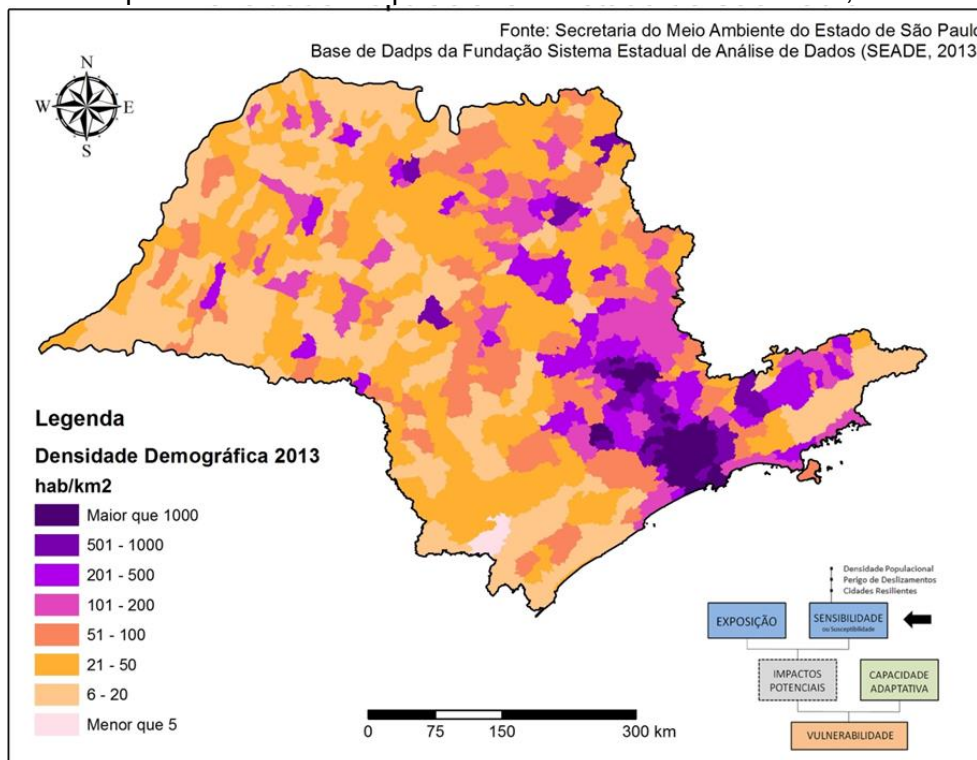 Fonte: Secretaria do Meio Ambiente do Estado de São Paulo
Base de Dadps da Fundação Sistema Estadual de Análise de Dados (SEADE, 2013)
N
W E
S
Legenda
Densidade Demográfica 2013
hab/km2
Maior que 1000
501 - 1000
201 - 500
101 - 200
51 - 100
21 - 50
6 - 20
Menor que 5
0 75 150 300 km
Densidade Populacional
Perigo de Deslizamentos
Cidades Resilientes
EXPOSIÇÃO
SENSIBILIDADE
ou Susceptibilidade
IMPACTOS
POTENCIAIS
CAPACIDADE
ADAPTATIVA
VULNERABILIDADE